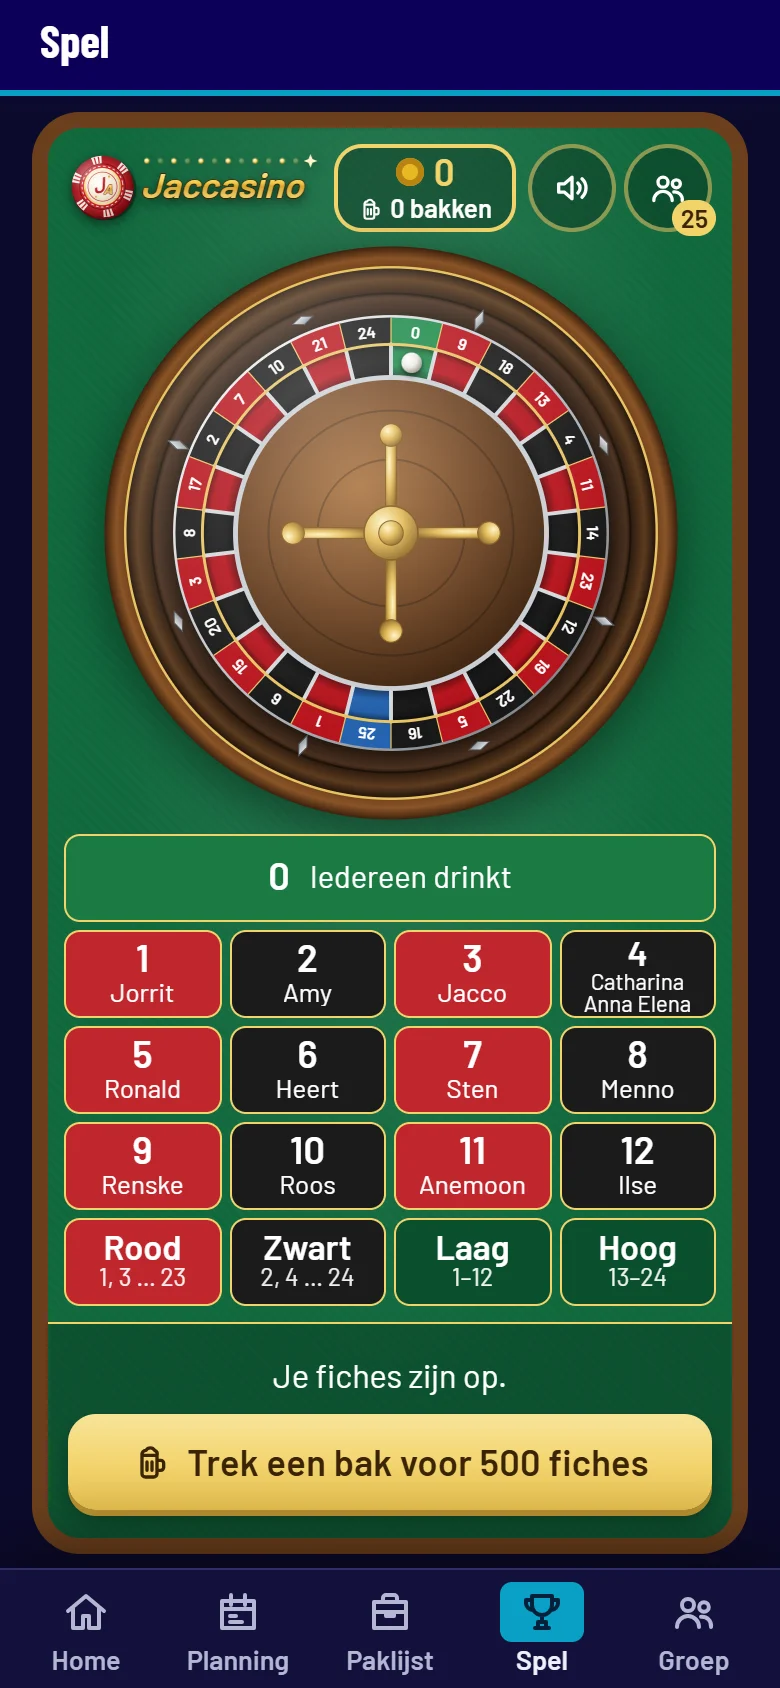 Spel
JA
Jaccasino
0
0 bakken
25
0
9
18
13
4
11
14
23
12
19
22
5
16
25
1
6
15
20
3
8
17
2
7
10
21
24
0 Iedereen drinkt
1
Jorrit
2
Amy
3
Jacco
4
Catharina
Anna Elena
5
Ronald
6
Heert
7
Sten
8
Menno
9
Renske
10
Roos
11
Anemoon
12
Ilse
Rood
1, 3 ... 23
Zwart
2, 4 ... 24
Laag
1–12
Hoog
13–24
Je fiches zijn op.
Trek een bak voor 500 fiches
Home
Planning
Paklijst
Spel
Groep